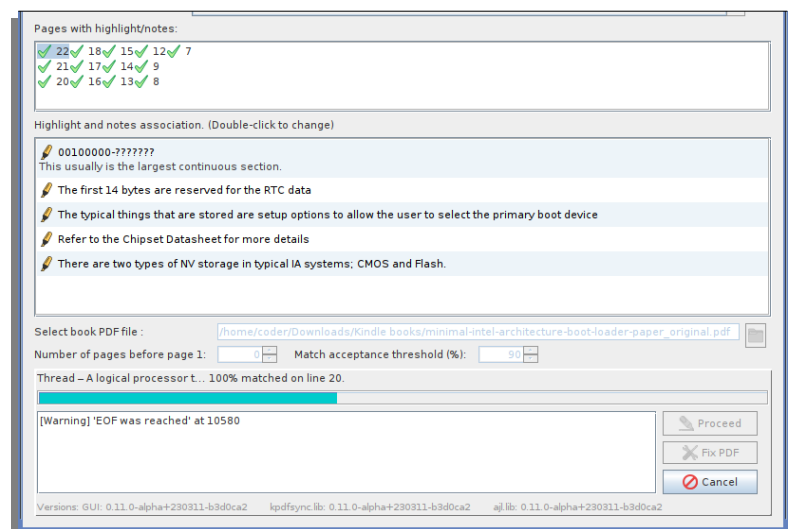 Pages with highlight/notes:
22 18 15 12 7
21 17 14 9
20 16 13 8
Highlight and notes association. (Double-click to change)
00100000-???????
This usually is the largest continuous section.
The first 14 bytes are reserved for the RTC data
The typical things that are stored are setup options to allow the user to select the primary boot device
Refer to the Chipset Datasheet for more details
There are two types of NV storage in typical IA systems; CMOS and Flash.
Select book PDF file : /home/coder/Downloads/Kindle books/minimal-intel-architecture-boot-loader-paper_original.pdf
Number of pages before page 1: 0 Match acceptance threshold (%): 90
Thread – A logical processor t... 100% matched on line 20.
[Warning] 'EOF was reached' at 10580
Proceed
Fix PDF
Cancel
Versions: GUI: 0.11.0-alpha+230311-b3d0ca2 kpdfsync.lib: 0.11.0-alpha+230311-b3d0ca2 ajl.lib: 0.11.0-alpha+230311-b3d0ca2